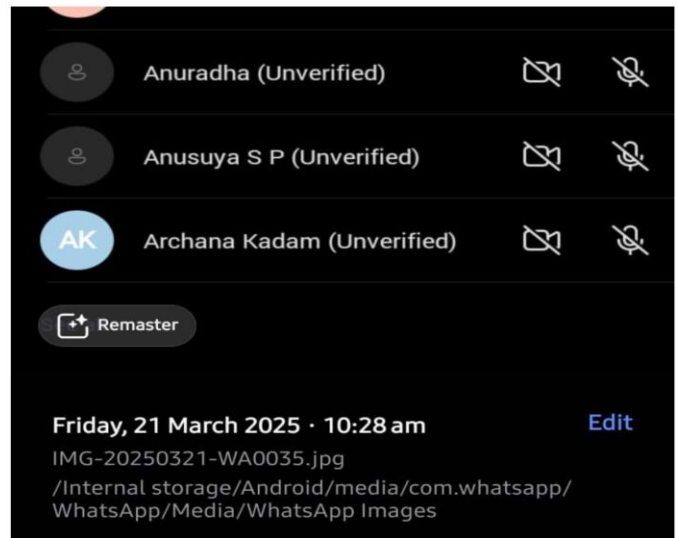 Anuradha (Unverified)
Anusuya S P (Unverified)
AK Archana Kadam (Unverified)
Remaster
Friday, 21 March 2025 · 10:28 am Edit
IMG-20250321-WA0035.jpg
/Internal storage/Android/media/com.whatsapp/
WhatsApp/Media/WhatsApp Images